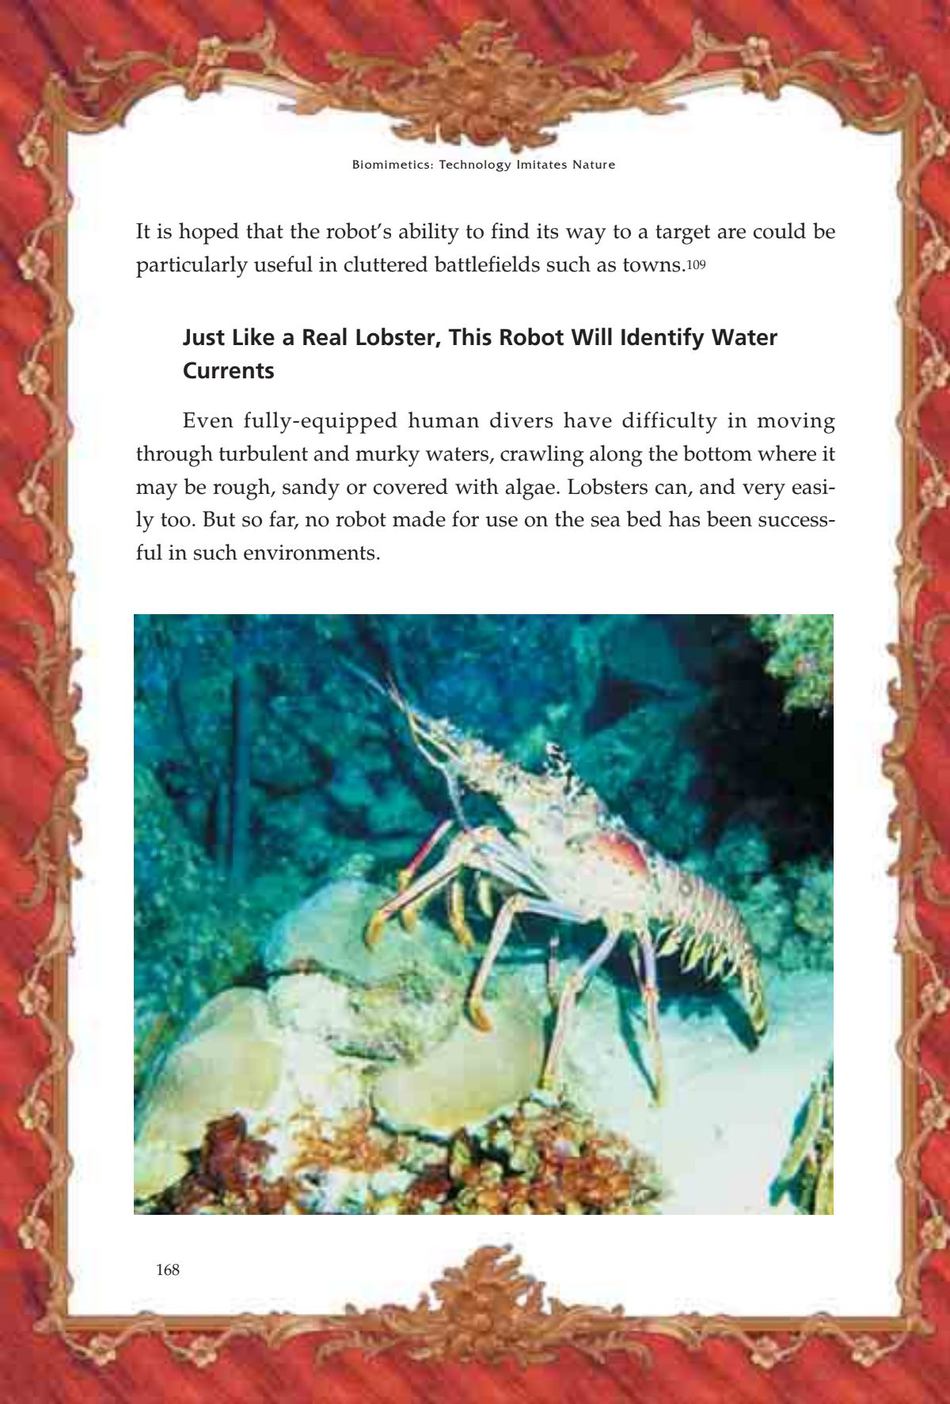 Biomimetics: Technology Imitates Nature
It is hoped that the robot's ability to find its way to a target are could be
particularly useful in cluttered battlefields such as towns.109
Just Like a Real Lobster, This Robot Will Identify Water
Currents
Even fully-equipped human divers have difficulty in moving
through turbulent and murky waters, crawling along the bottom where it
may be rough, sandy or covered with algae. Lobsters can, and very easi-
ly too. But so far, no robot made for use on the sea bed has been success-
ful in such environments.
168